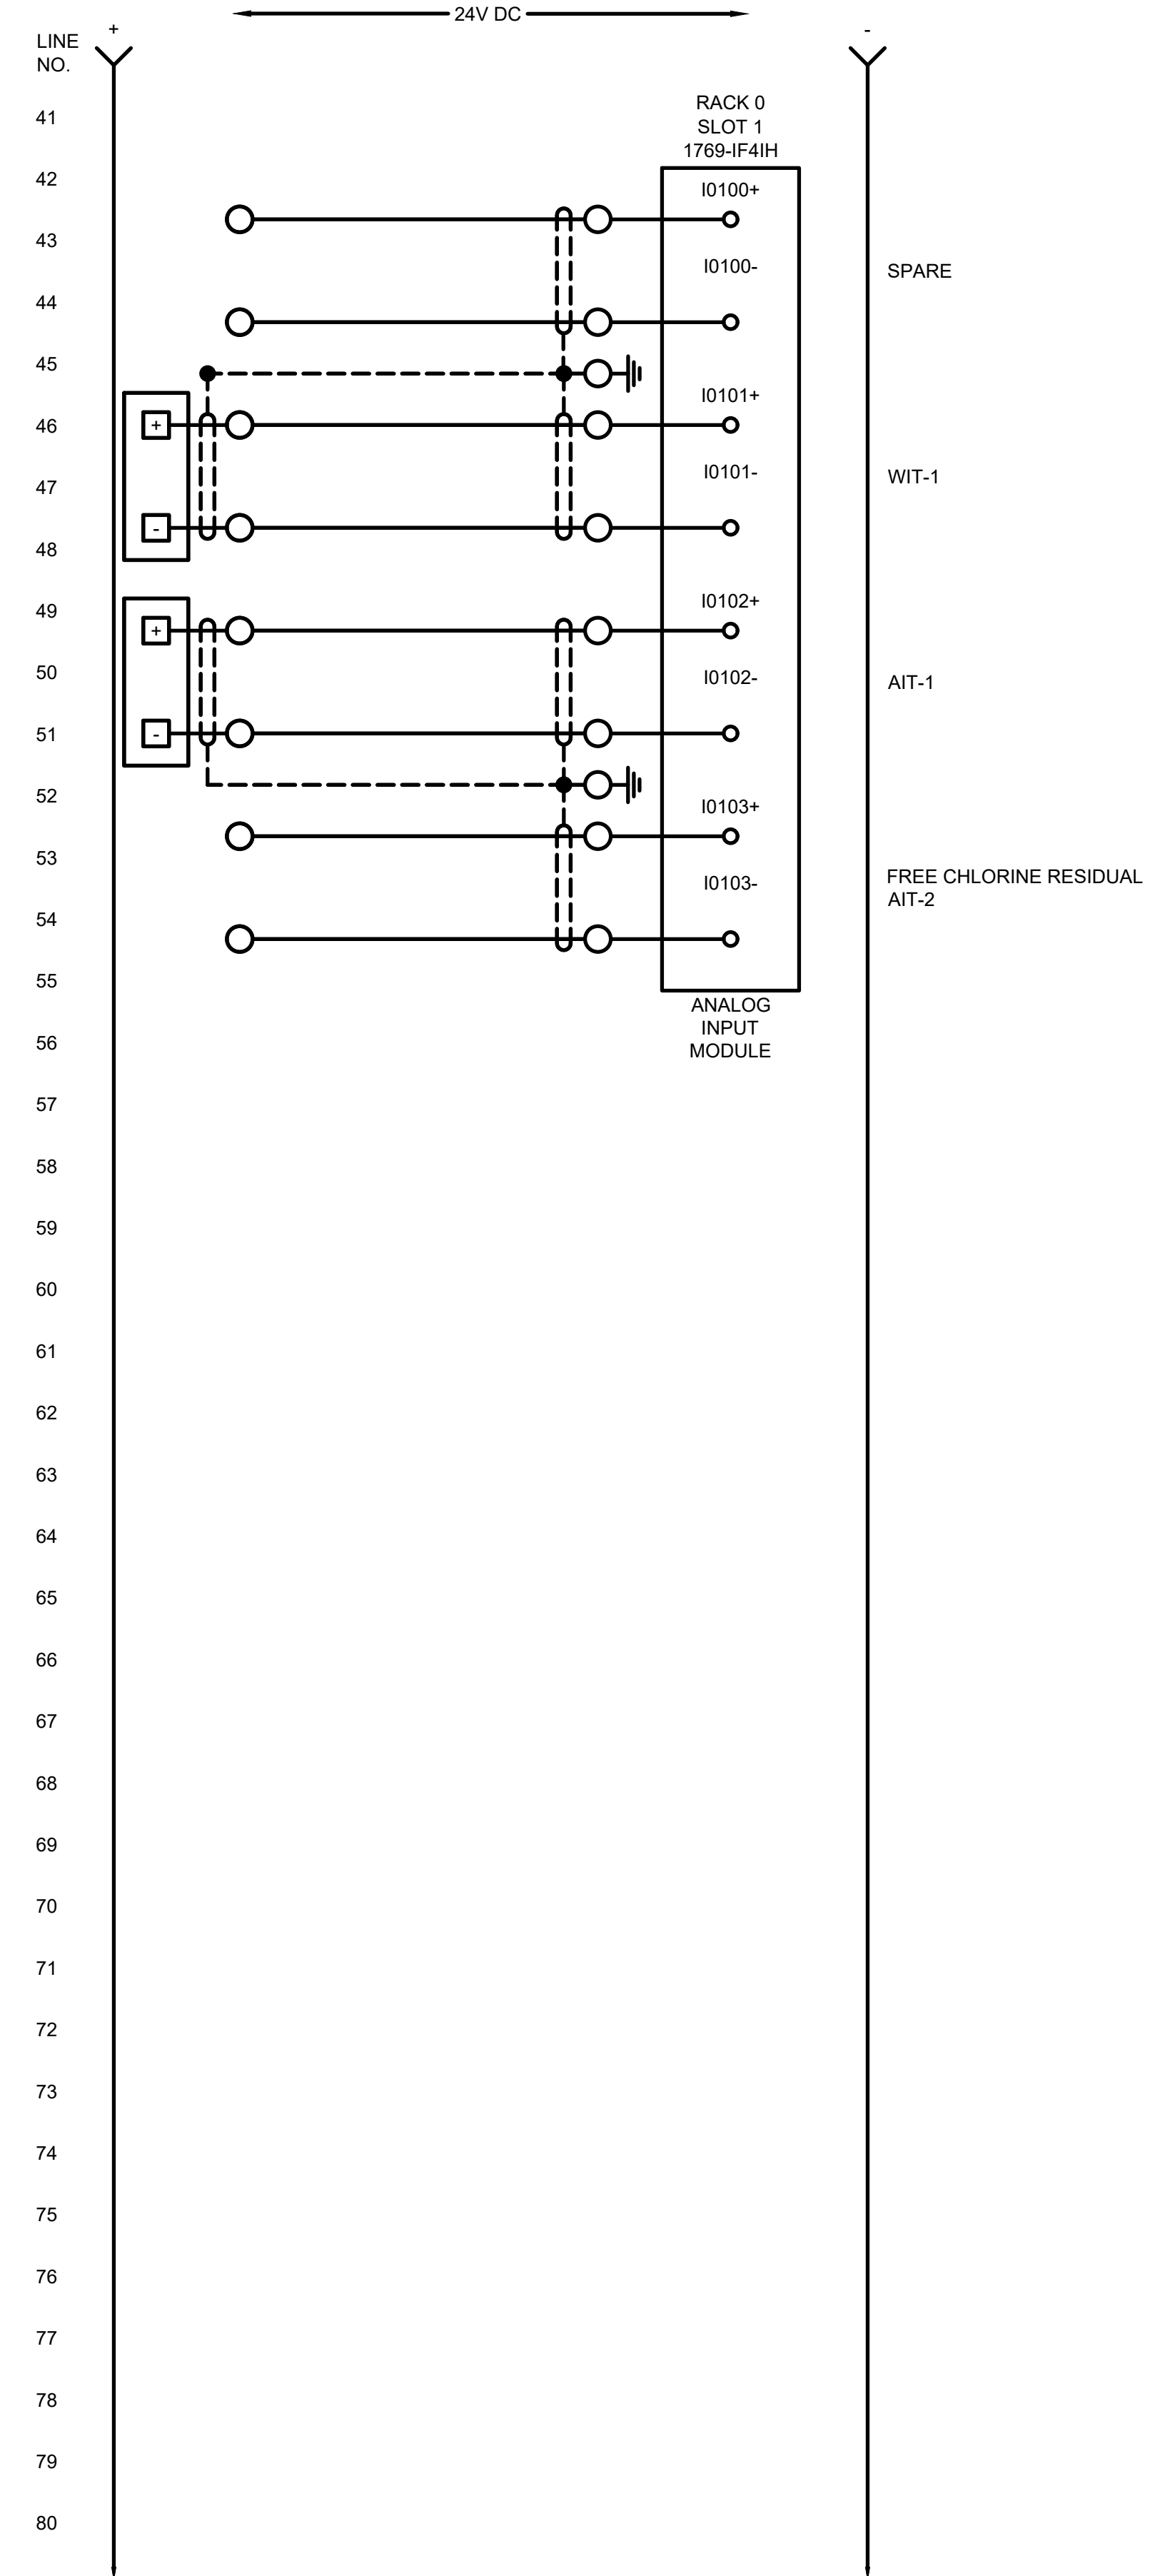 24V DC
+
-
LINE
NO.
41
RACK 0
SLOT 1
1769-IF4IH
42
I0100+
43
I0100-
SPARE
44
45
I0101+
46
+
I0101-
WIT-1
47
-
48
49
I0102+
+
50
I0102-
AIT-1
51
-
52
I0103+
53
I0103-
FREE CHLORINE RESIDUAL
AIT-2
54
55
ANALOG
INPUT
MODULE
56
57
58
59
60
61
62
63
64
65
66
67
68
69
70
71
72
73
74
75
76
77
78
79
80